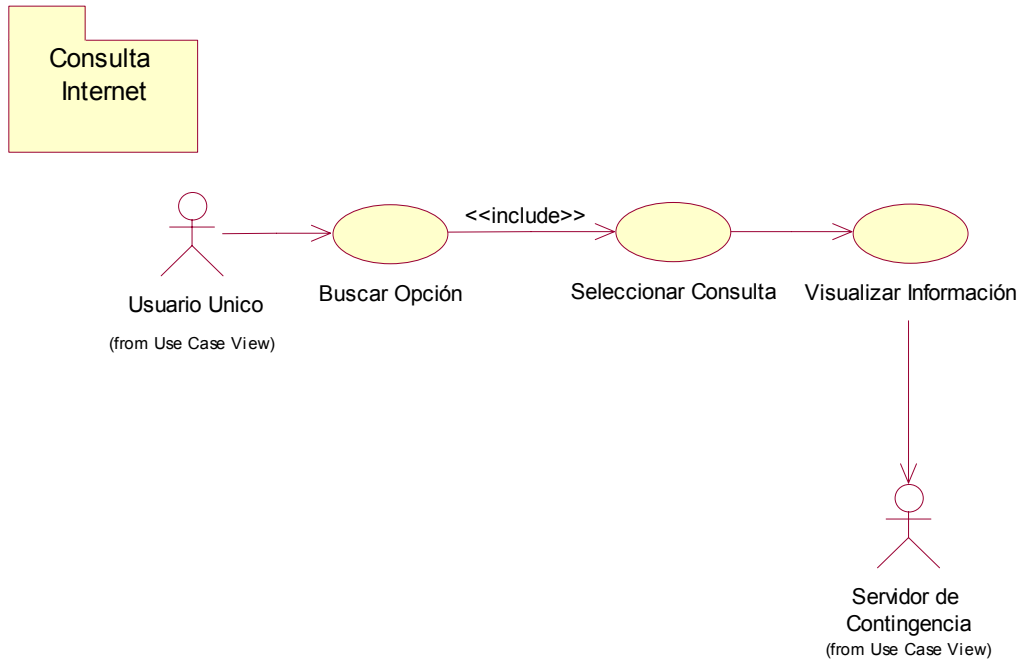 Consulta
Internet
<<include>>
Usuario Unico
(from Use Case View)
Buscar Opción
Seleccionar Consulta
Visualizar Información
Servidor de
Contingencia
(from Use Case View)